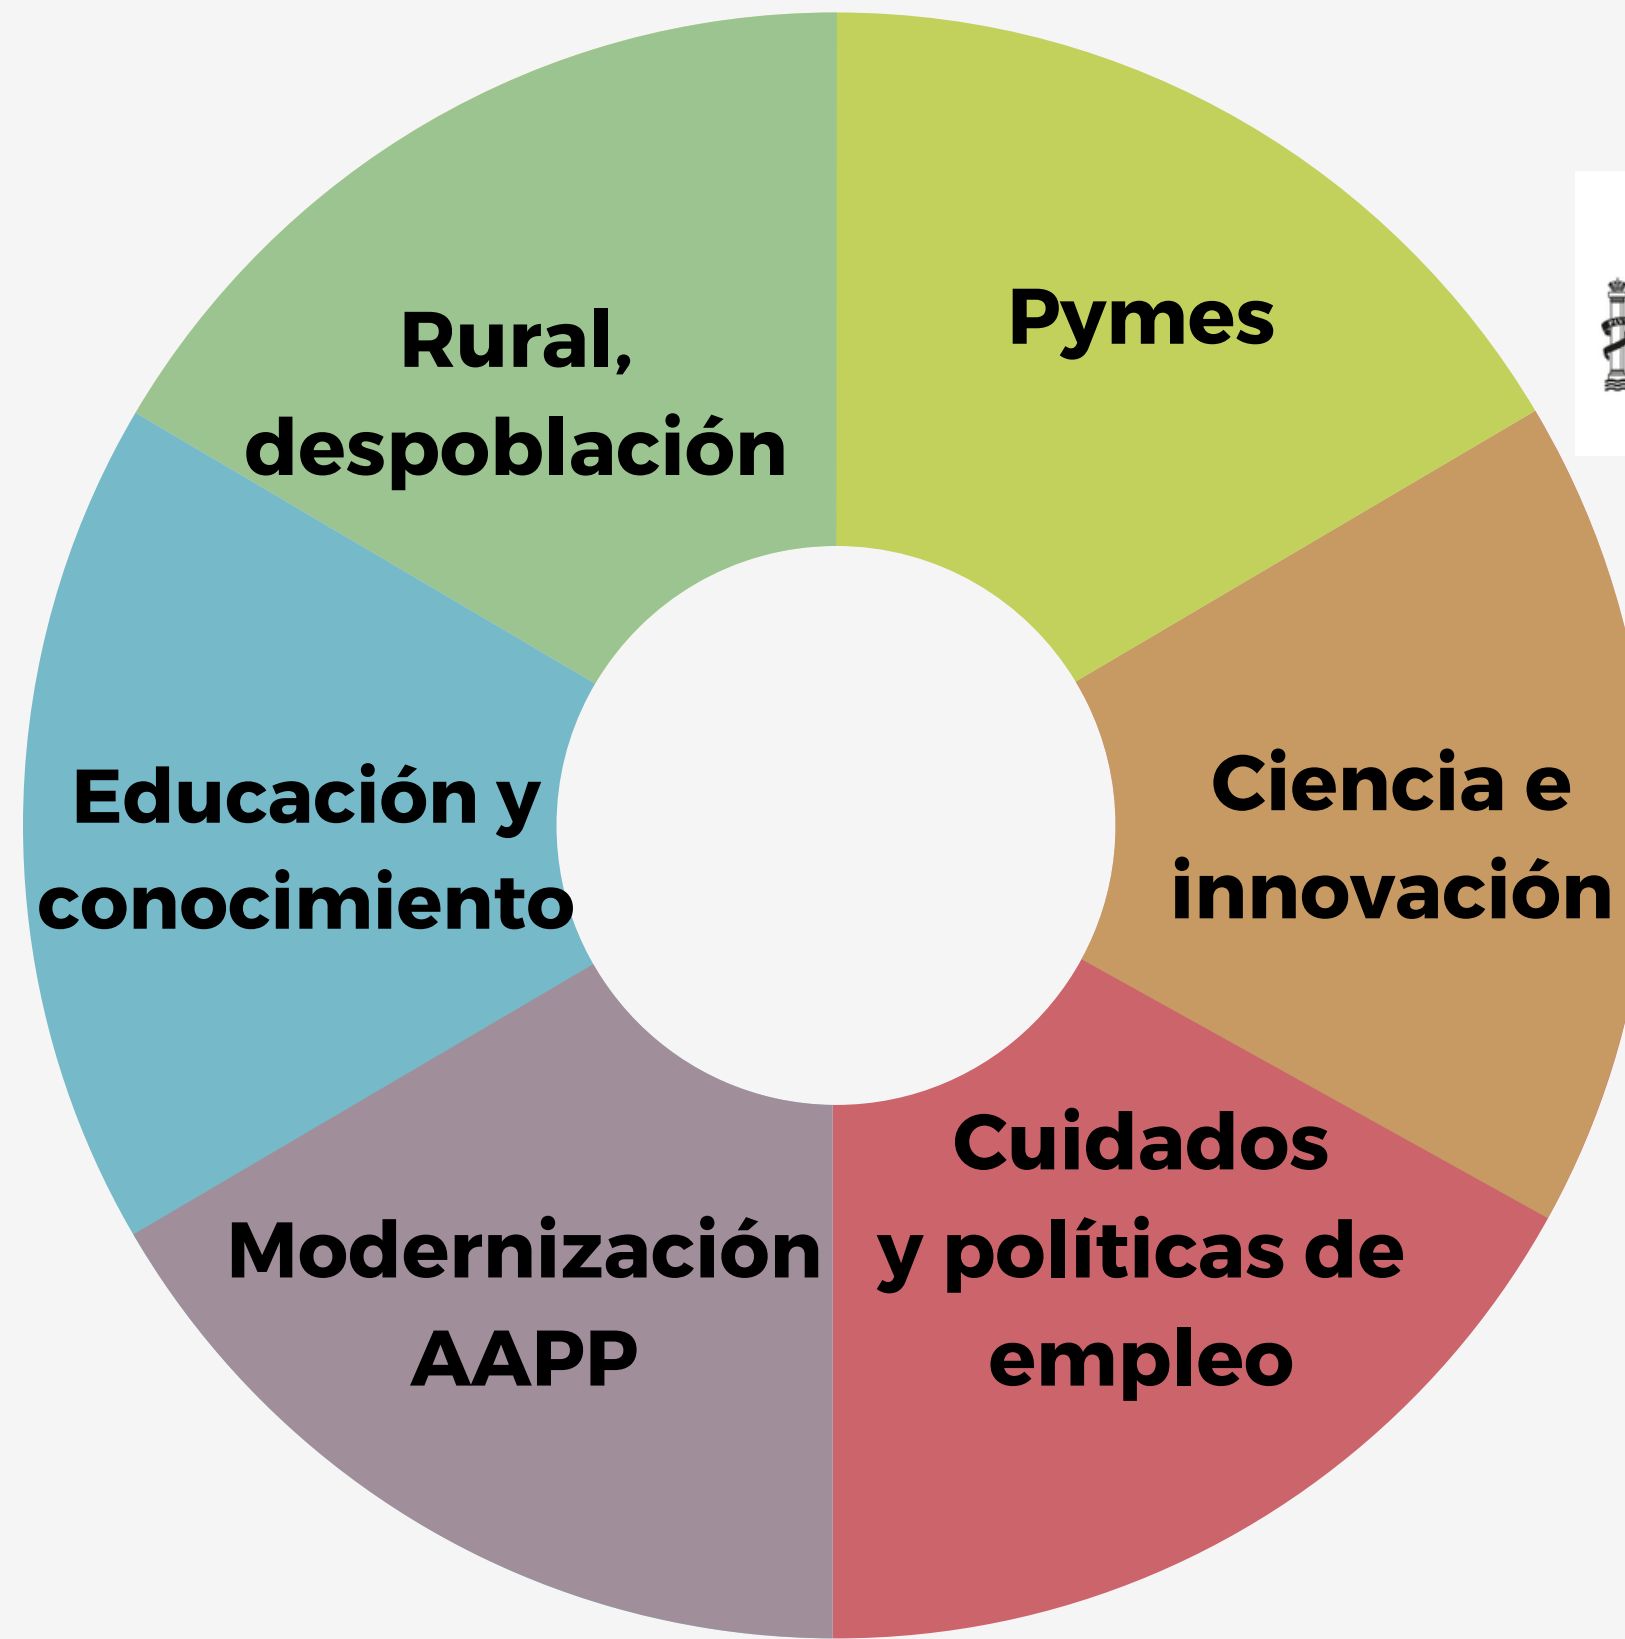 Pymes
Ciencia e
innovación
Cuidados
y políticas de
empleo
Modernización
AAPP
Educación y
conocimiento
Rural,
despoblación